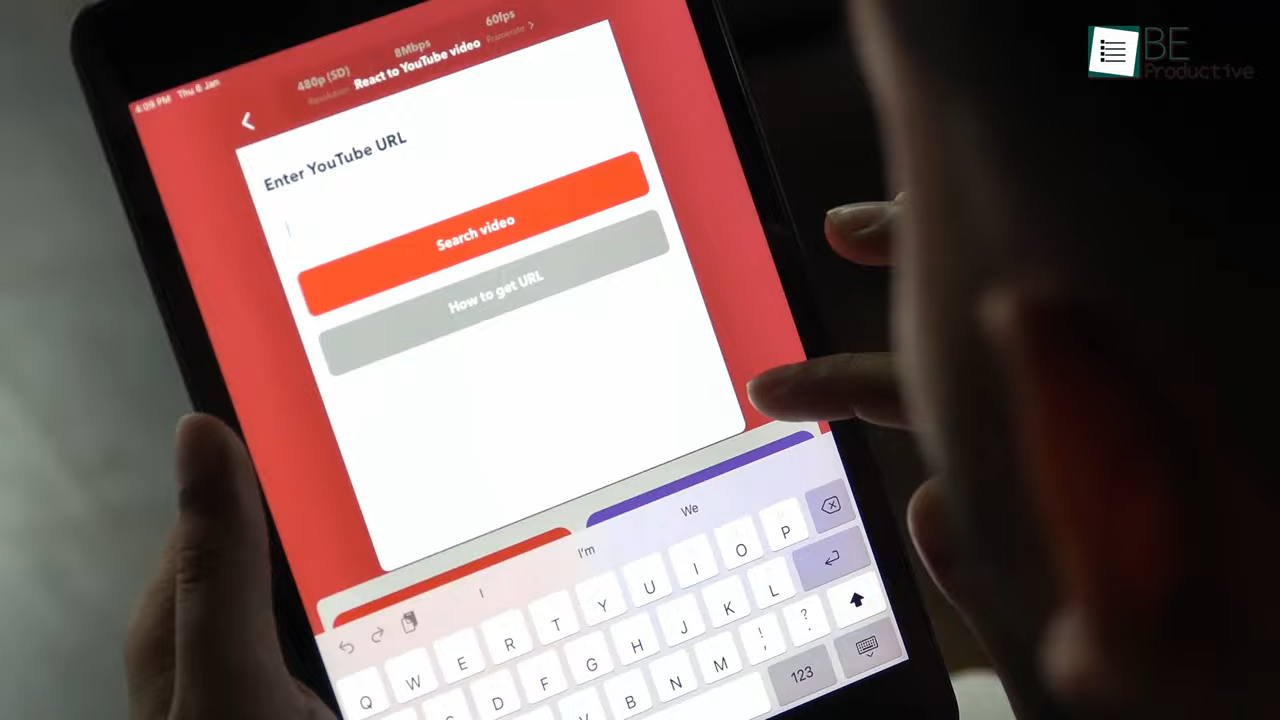 BE
Productive
4:09 PM Thu 6 Jan
480p (SD)
Resolution
8Mbps
60fps
Framerate >
React to YouTube video
Enter YouTube URL
Search video
How to get URL
I
I'm
We
Q W E R T Y U I O P
D F G H J K L
B N M ! , ? .
123